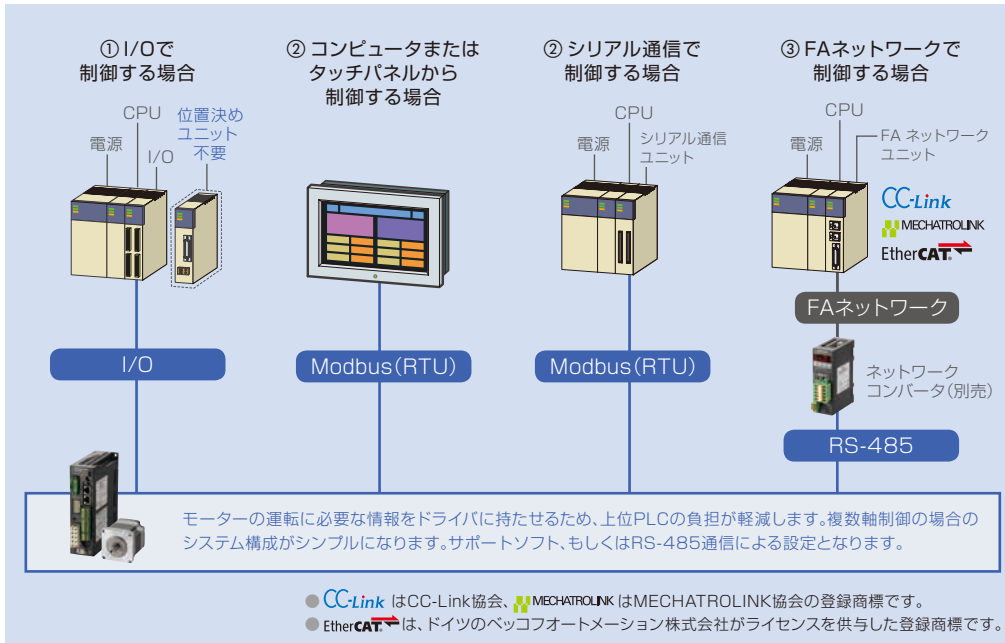 ① I/Oで
制御する場合
CPU
電源
I/O
位置決め
ユニット
不要
I/O
② コンピュータまたは
タッチパネルから
制御する場合
Modbus(RTU)
② シリアル通信で
制御する場合
CPU
電源
シリアル通信
ユニット
Modbus(RTU)
③ FAネットワークで
制御する場合
CPU
電源
FA ネットワーク
ユニット
CC-Link
MECHATROLINK
EtherCAT®
FAネットワーク
ネットワーク
コンバータ(別売)
RS-485
モーターの運転に必要な情報をドライバに持たせるため、上位PLCの負担が軽減します。複数軸制御の場合の
システム構成がシンプルになります。サポートソフト、もしくはRS-485通信による設定となります。
● CC-Link はCC-Link協会、 MECHATROLINK はMECHATROLINK協会の登録商標です。
● EtherCAT® は、ドイツのベッコフオートメーション株式会社がライセンスを供与した登録商標です。